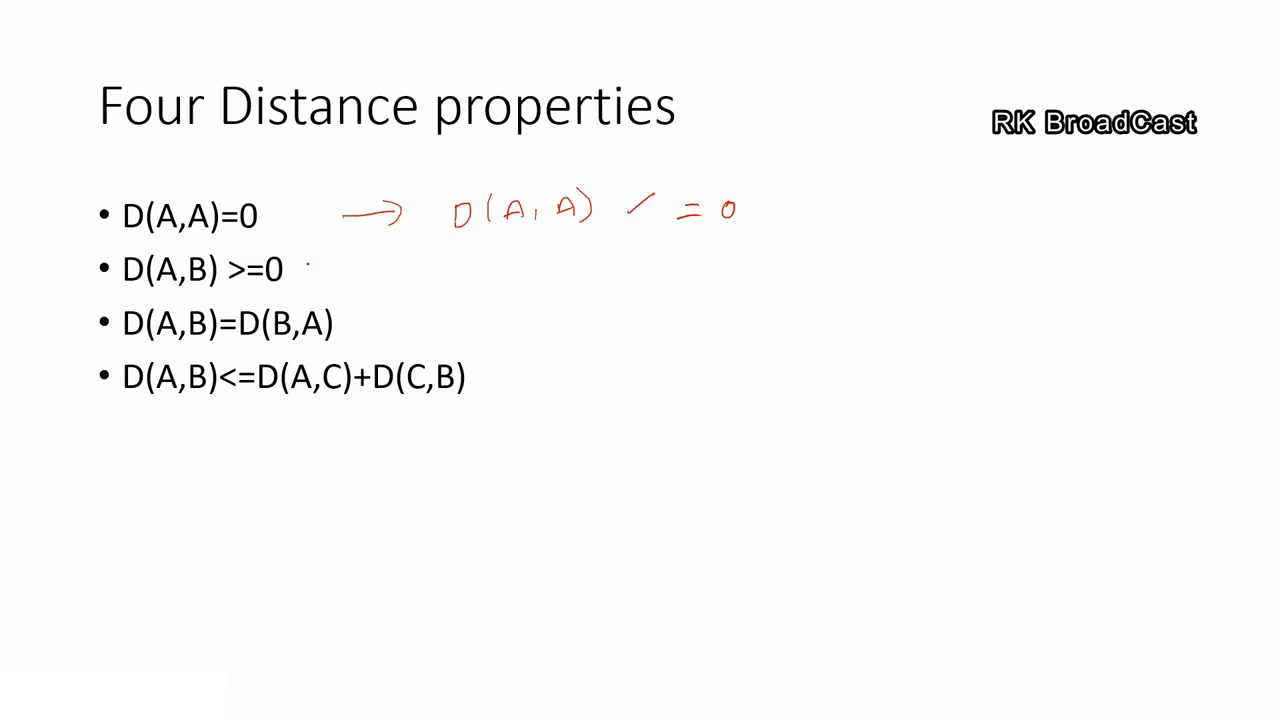 Four Distance properties
RK BroadCast
• D(A,A)=0 → D(A, A) ✓ = 0
• D(A,B) >=0
• D(A,B)=D(B,A)
• D(A,B)<=D(A,C)+D(C,B)